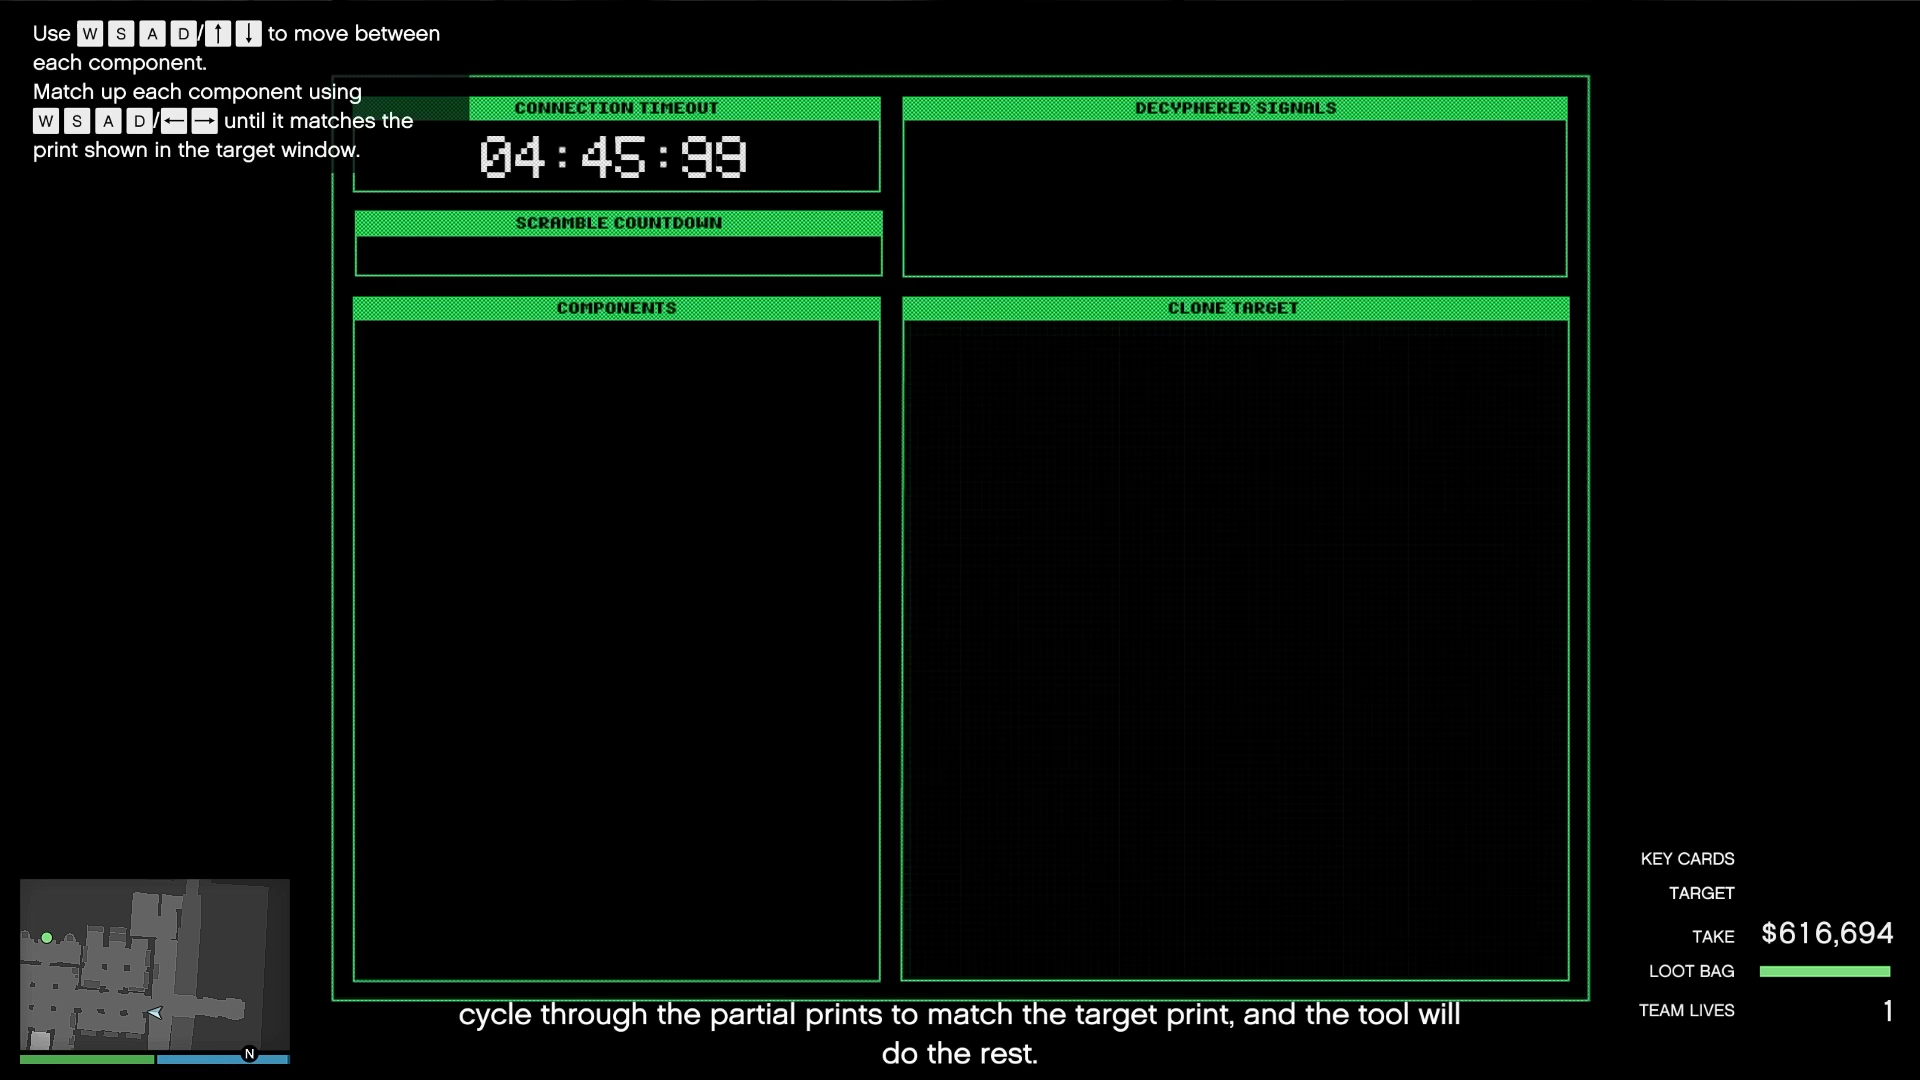 Use W S A D/↑ ↓ to move between
each component.
Match up each component using
W S A D/← → until it matches the
print shown in the target window.
CONNECTION TIMEOUT
04:45:99
DECYPHERED SIGNALS
SCRAMBLE COUNTDOWN
COMPONENTS
CLONE TARGET
KEY CARDS
TARGET
TAKE $616,694
LOOT BAG
TEAM LIVES 1
N
cycle through the partial prints to match the target print, and the tool will
do the rest.